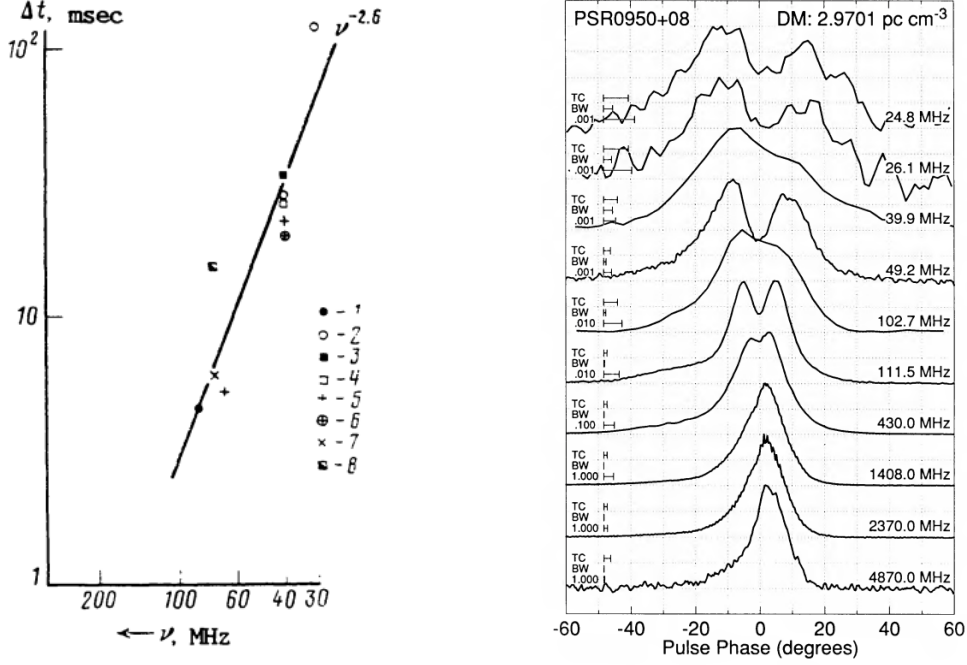 Δt, msec
ν^-2.6
10²
10
1
● - 1
○ - 2
■ - 3
□ - 4
+ - 5
⊕ - 6
× - 7
- 8
200 100 60 40 30
← ν, MHz
PSR0950+08 DM: 2.9701 pc cm⁻³
TC
BW
.001 24.8 MHz
TC
BW
.001 26.1 MHz
TC
BW
.001 39.9 MHz
TC
BW
.001 49.2 MHz
TC
BW
.010 102.7 MHz
TC
BW
.010 111.5 MHz
TC
BW
.100 430.0 MHz
TC
BW
1.000 1408.0 MHz
TC
BW
1.000 2370.0 MHz
TC
BW
1.000 4870.0 MHz
-60 -40 -20 0 20 40 60
Pulse Phase (degrees)